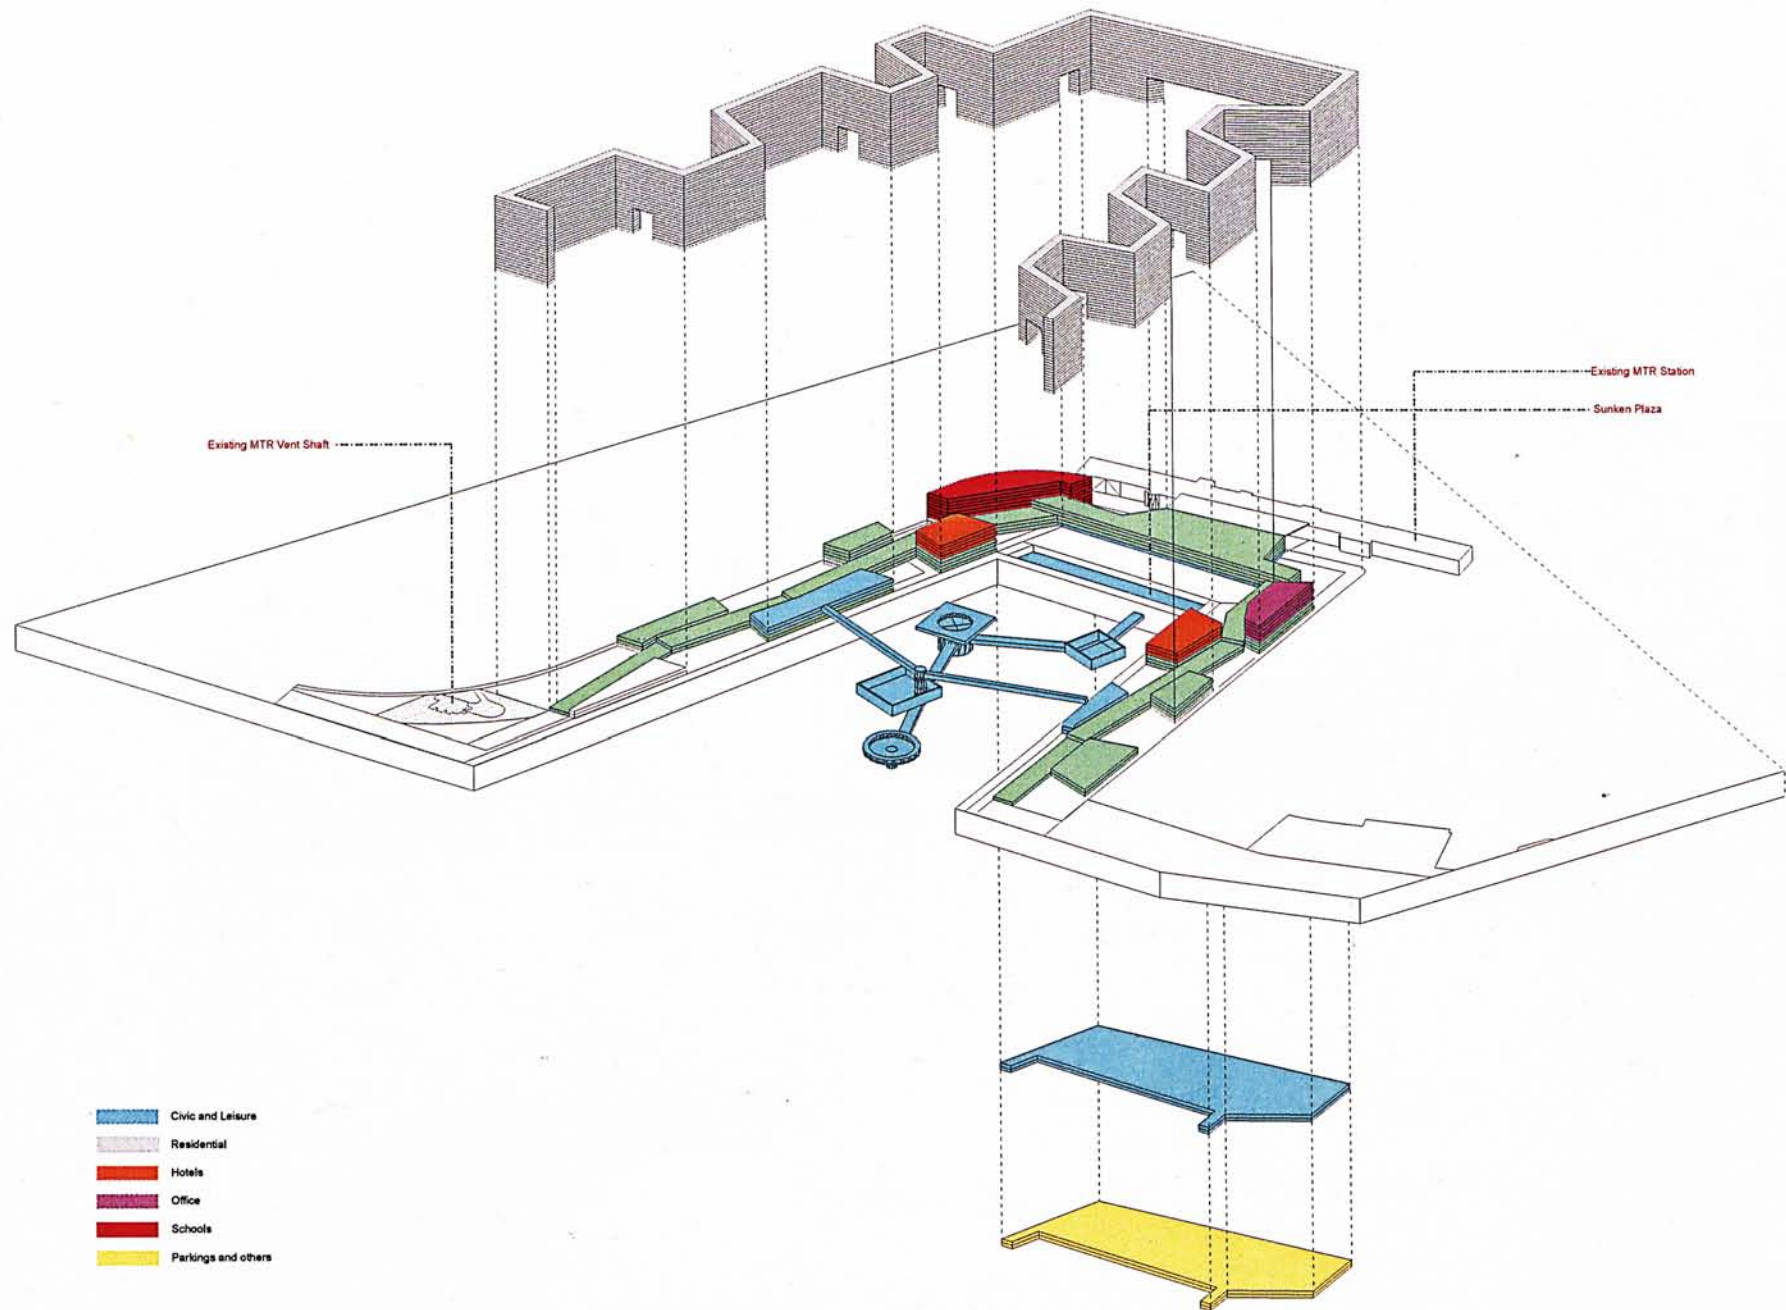 Existing MTR Station
Sunken Plaza
Existing MTR Vent Shaft
Civic and Leisure
Residential
Hotels
Office
Schools
Parkings and others